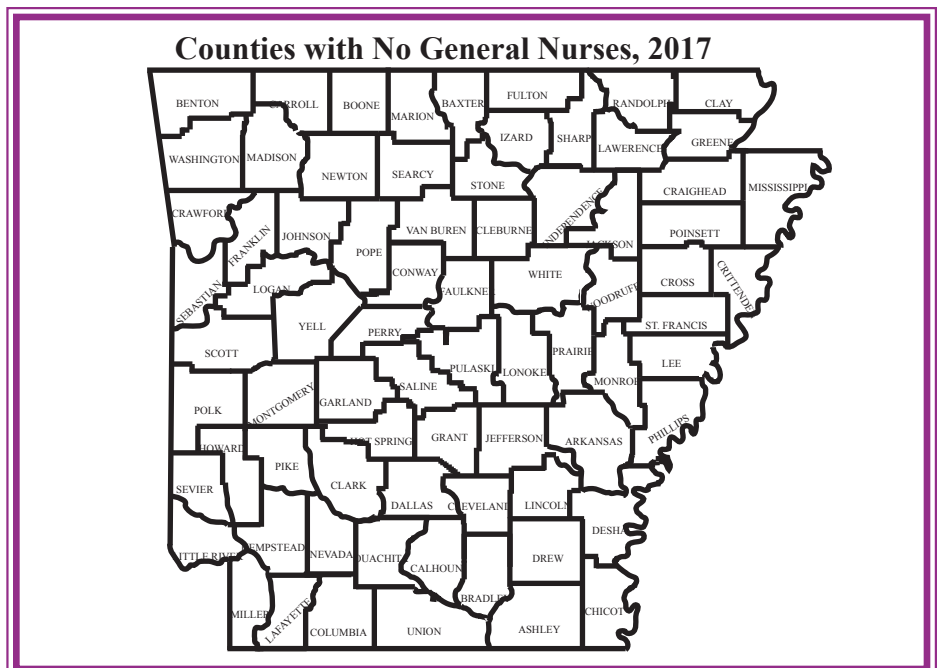 Counties with No General Nurses, 2017
BENTON
CARROLL
BOONE
MARION
BAXTER
FULTON
RANDOLPH
CLAY
WASHINGTON
MADISON
NEWTON
SEARCY
STONE
IZARD
SHARP
LAWERENCE
GREENE
CRAIGHEAD
MISSISSIPPI
CRAWFORD
FRANKLIN
JOHNSON
POPE
VAN BUREN
CLEBURNE
INDEPENDENCE
JACKSON
POINSETT
SEBASTIAN
LOGAN
CONWAY
FAULKNER
WHITE
WOODRUFF
CROSS
CRITTENDE
SCOTT
YELL
PERRY
ST. FRANCIS
LEE
POLK
MONTGOMERY
GARLAND
SALINE
PULASKI
LONOKE
PRAIRIE
MONROE
PHILLIPS
HOWARD
PIKE
HOT SPRING
GRANT
JEFFERSON
ARKANSAS
SEVIER
CLARK
DALLAS
CLEVELAND
LINCOLN
DESHA
LITTLE RIVER
HEMPSTEAD
NEVADA
OUACHITA
CALHOUN
BRADLEY
DREW
CHICOT
MILLER
LAFAYETTE
COLUMBIA
UNION
ASHLEY